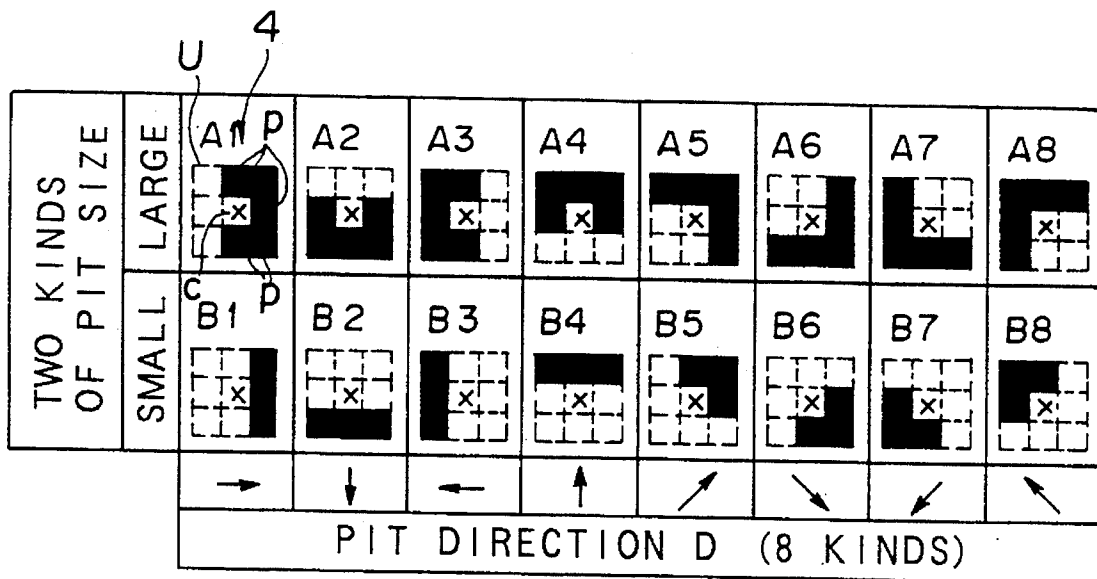 4
U
TWO KINDS
OF PIT SIZE
LARGE
A1 A2 A3 A4 A5 A6 A7 A8
P
× × × × × × × ×
C P
SMALL
B1 B2 B3 B4 B5 B6 B7 B8
× × × × × × × ×
→ ↓ ← ↑ ↗ ↘ ↙ ↖
PIT DIRECTION D (8 KINDS)